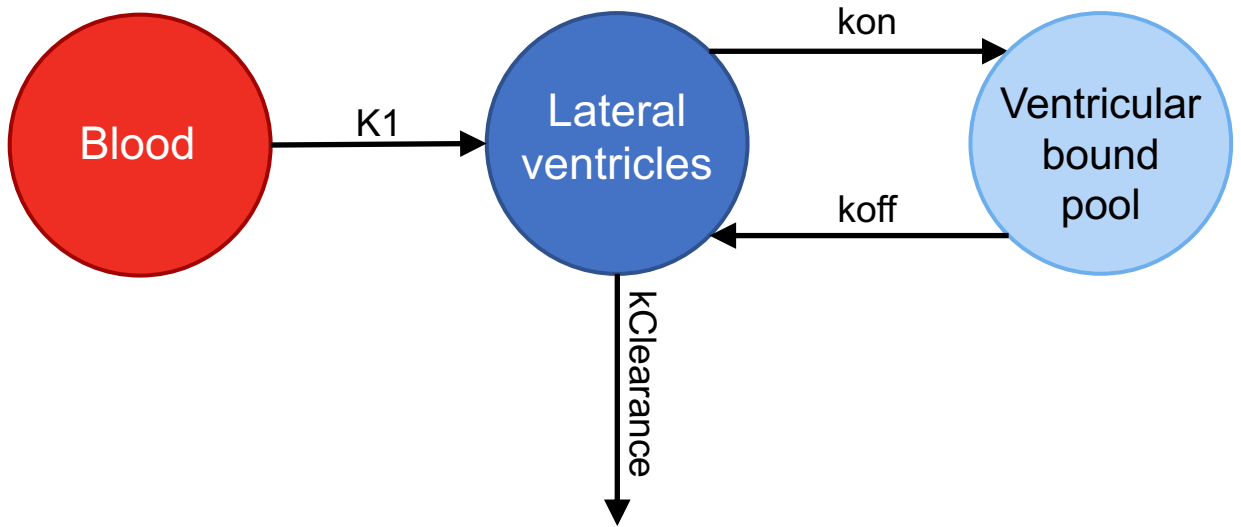 Blood
K1
Lateral
ventricles
kon
koff
Ventricular
bound
pool
kClearance